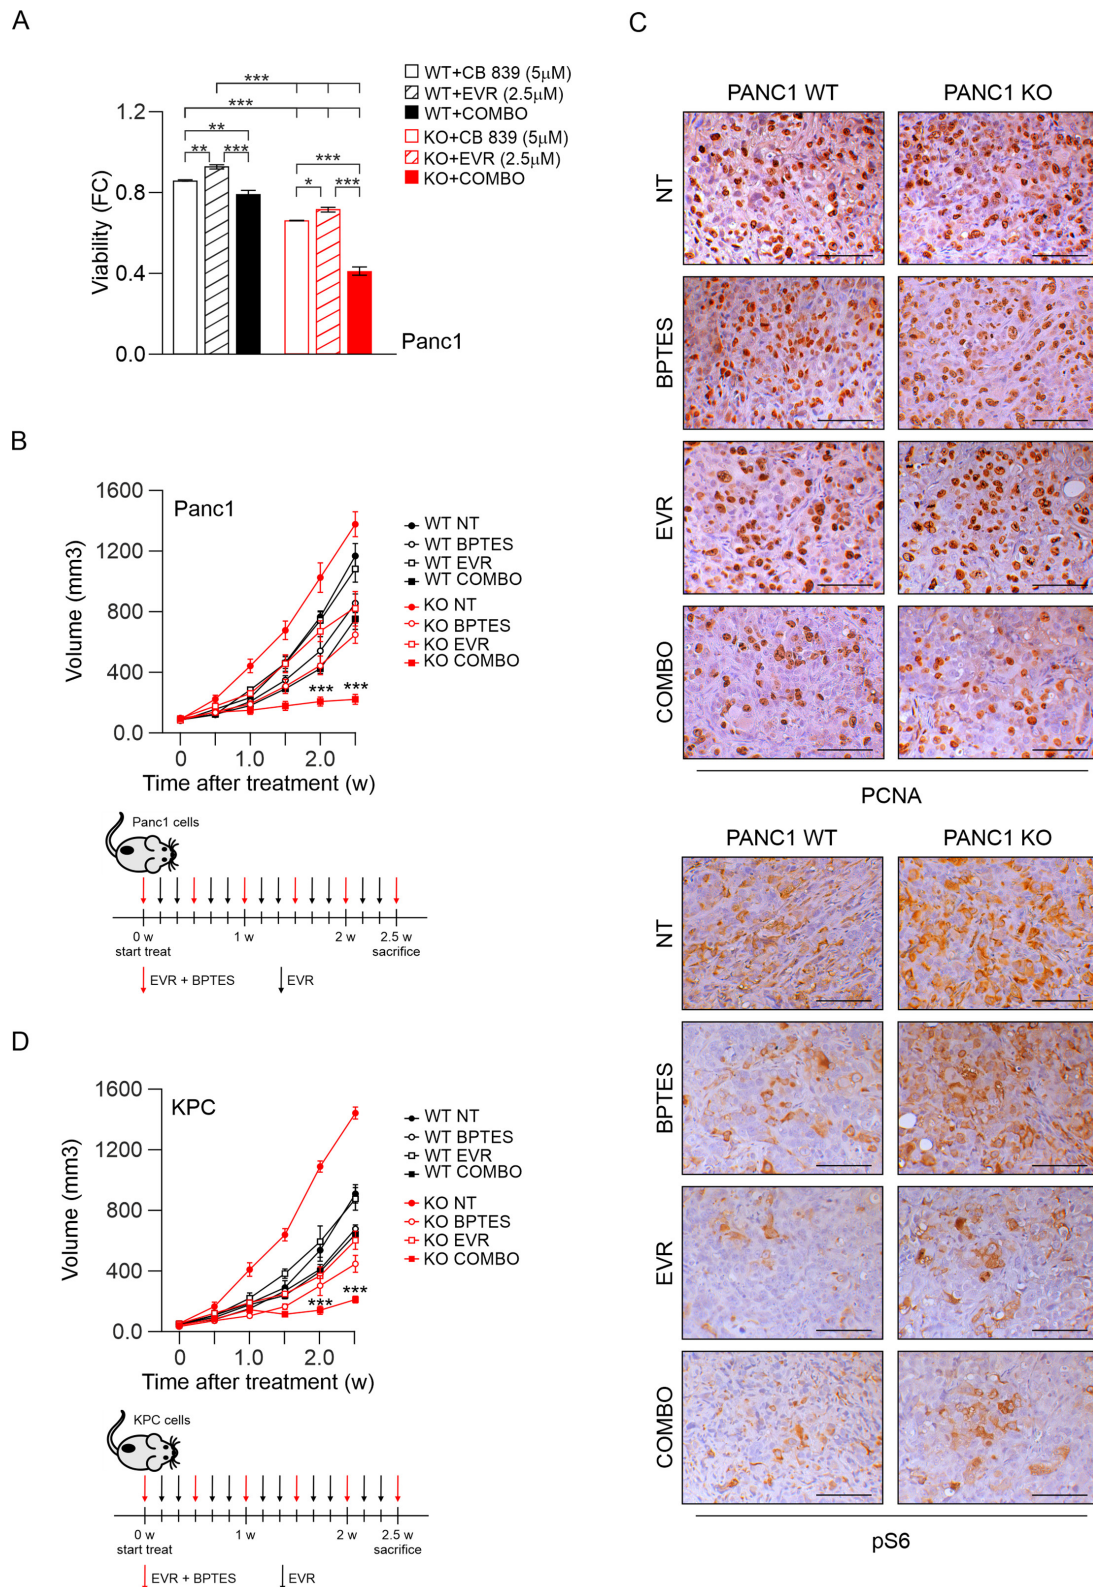 A
***
***
**
** ***
***
* ***
1.2
0.8
0.4
0.0
Viability (FC)
Panc1
WT+CB 839 (5μM)
WT+EVR (2.5μM)
WT+COMBO
KO+CB 839 (5μM)
KO+EVR (2.5μM)
KO+COMBO
B
Panc1
1600
1200
800
400
0.0
Volume (mm3)
*** ***
0 1.0 2.0
Time after treatment (w)
WT NT
WT BPTES
WT EVR
WT COMBO
KO NT
KO BPTES
KO EVR
KO COMBO
Panc1 cells
0 w 1 w 2 w 2.5 w
start treat sacrifice
EVR + BPTES EVR
C
PANC1 WT PANC1 KO
NT
BPTES
EVR
COMBO
PCNA
PANC1 WT PANC1 KO
NT
BPTES
EVR
COMBO
pS6
D
KPC
1600
1200
800
400
0.0
Volume (mm3)
*** ***
0 1.0 2.0
Time after treatment (w)
WT NT
WT BPTES
WT EVR
WT COMBO
KO NT
KO BPTES
KO EVR
KO COMBO
KPC cells
0 w 1 w 2 w 2.5 w
start treat sacrifice
EVR + BPTES EVR